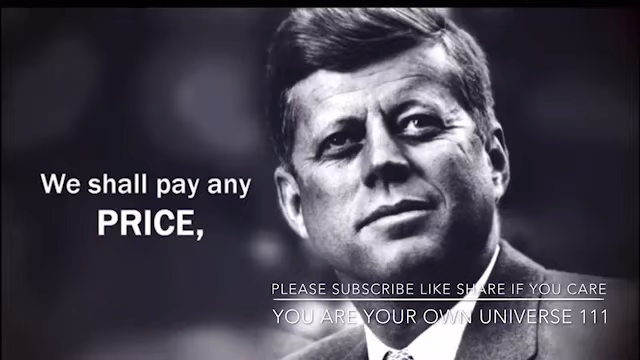 We shall pay any
PRICE,
PLEASE SUBSCRIBE LIKE SHARE IF YOU CARE
YOU ARE YOUR OWN UNIVERSE 111